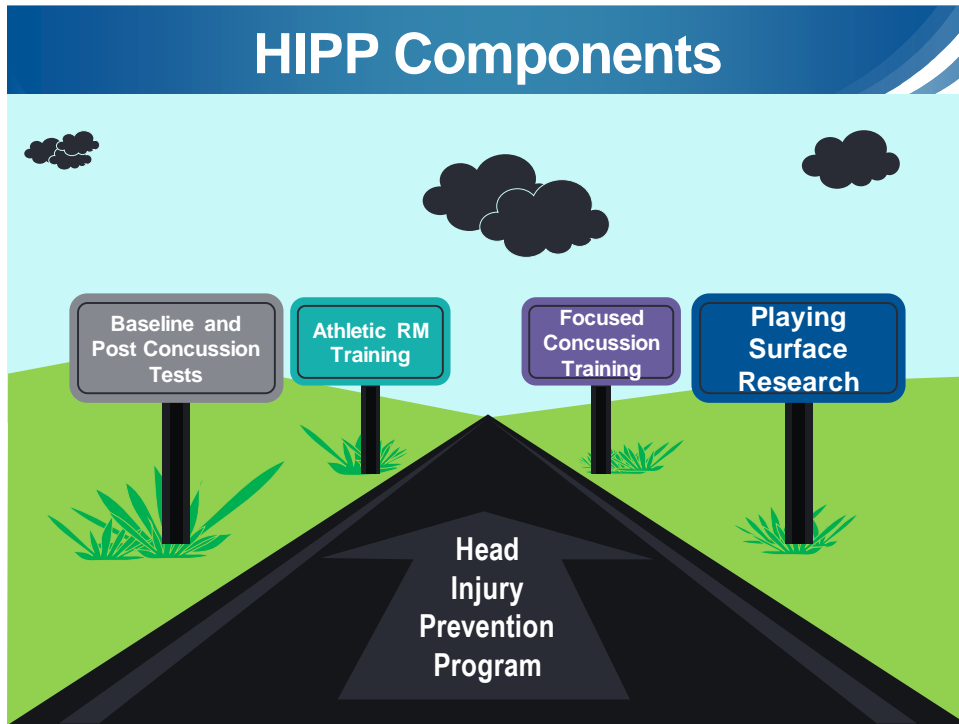 HIPP Components
Baseline and
Post Concussion
Tests
Athletic RM
Training
Focused
Concussion
Training
Playing
Surface
Research
Head
Injury
Prevention
Program